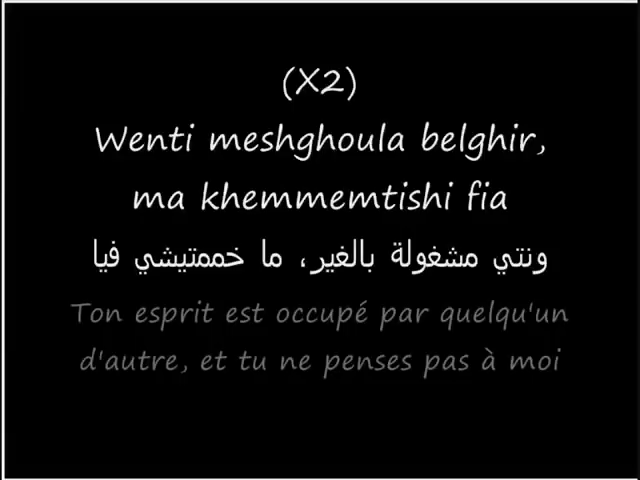 (X2)
Wenti meshghoula belghir,
ma khemmemtishi fia
ونتي مشغولة بالغير، ما خممتيشي فيا
Ton esprit est occupé par quelqu'un
d'autre, et tu ne penses pas à moi